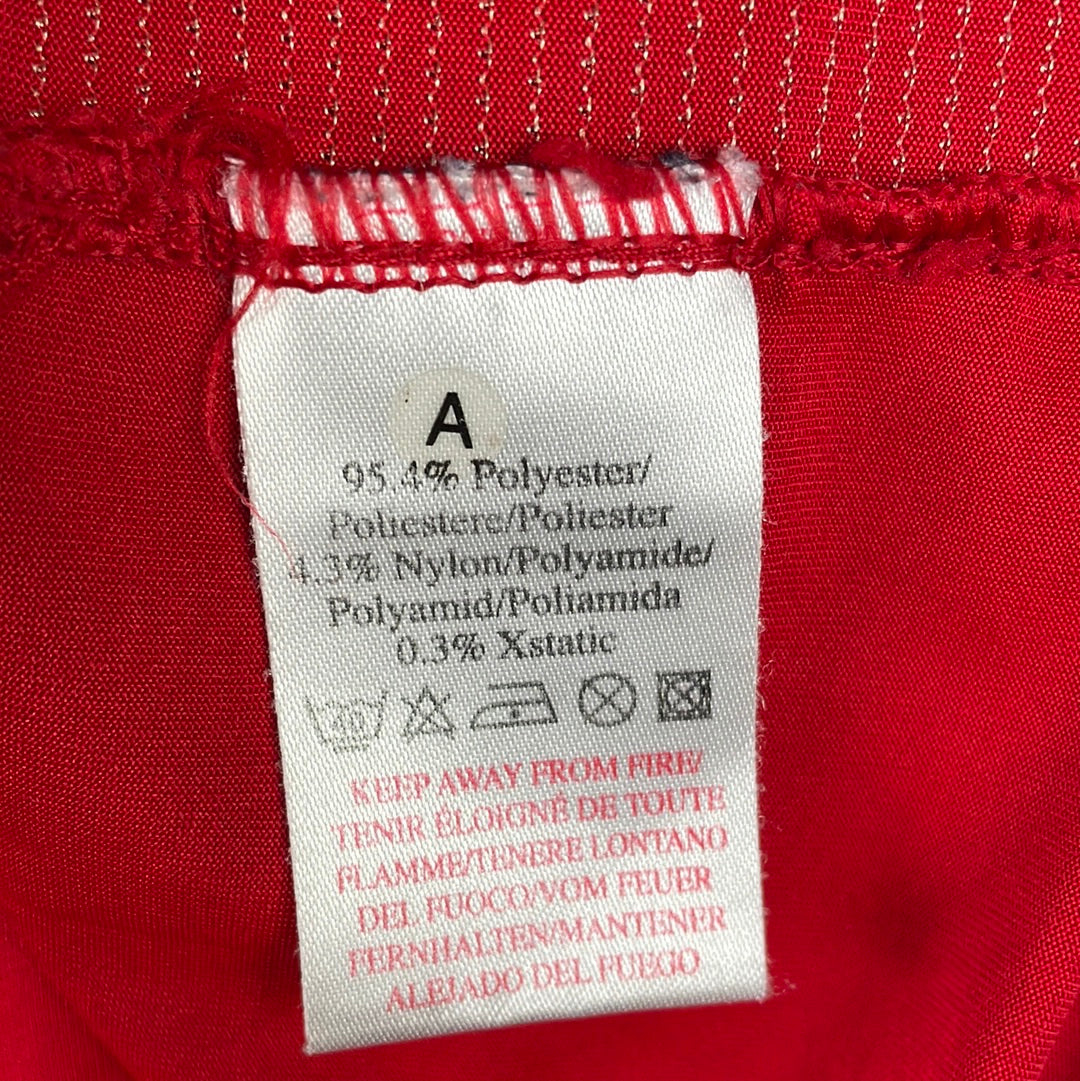 A
95.4% Polyester/
Poliestere/Poliester
4.3% Nylon/Polyamide/
Polyamid/Poliamida
0.3% Xstatic
40
KEEP AWAY FROM FIRE/
TENIR ÉLOIGNÉ DE TOUTE
FLAMME/TENERE LONTANO
DEL FUOCO/VOM FEUER
FERNHALTEN/MANTENER
ALEJADO DEL FUEGO